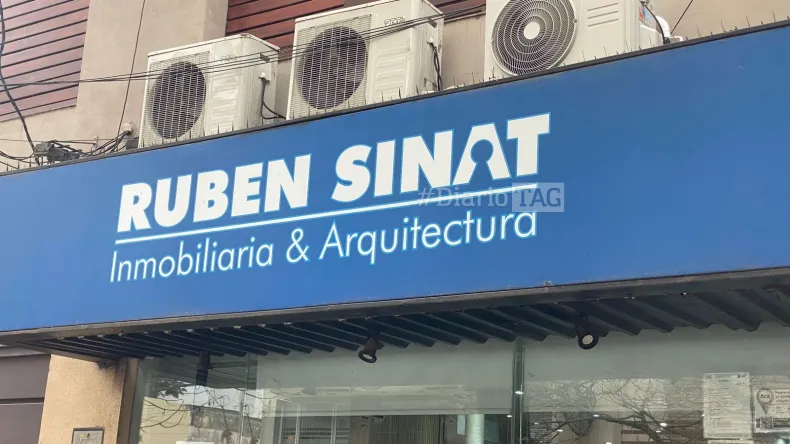 RUBEN SINAT
#DiarioTAG
Inmobiliaria & Arquitectura